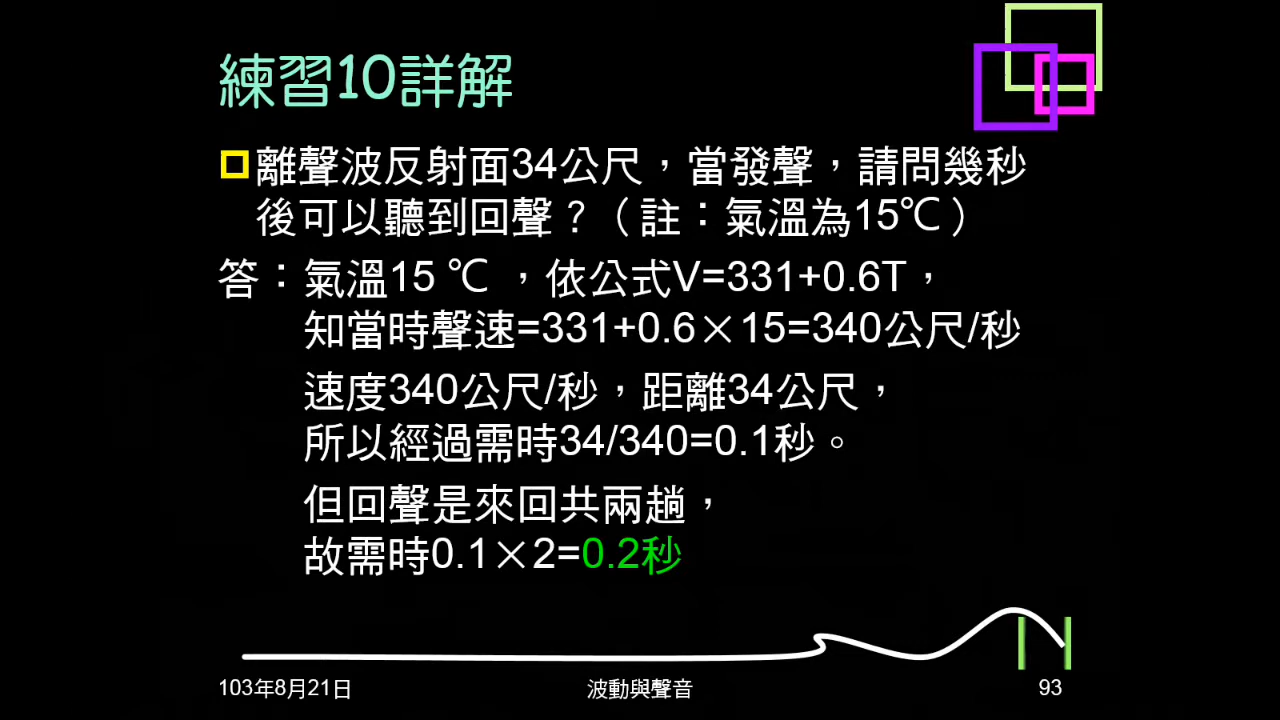 練習10詳解
離聲波反射面34公尺，當發聲，請問幾秒
後可以聽到回聲？（註：氣溫為15℃）
答：氣溫15 ℃ ，依公式V=331+0.6T，
知當時聲速=331+0.6×15=340公尺/秒
速度340公尺/秒，距離34公尺，
所以經過需時34/340=0.1秒。
但回聲是來回共兩趟，
故需時0.1×2=0.2秒
103年8月21日
波動與聲音
93